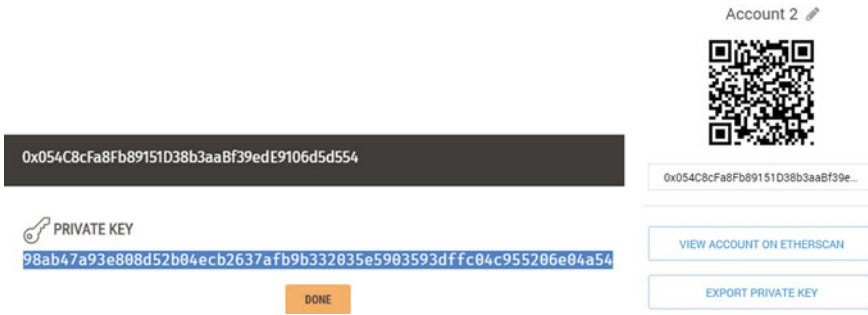 0x054C8cFa8Fb89151D38b3aaBf39edE9106d5d554
PRIVATE KEY
98ab47a93e808d52b04ecb2637afb9b332035e5903593dffc04c955206e04a54
DONE
Account 2
0x054C8cFa8Fb89151D38b3aaBf39e...
VIEW ACCOUNT ON ETHERSCAN
EXPORT PRIVATE KEY